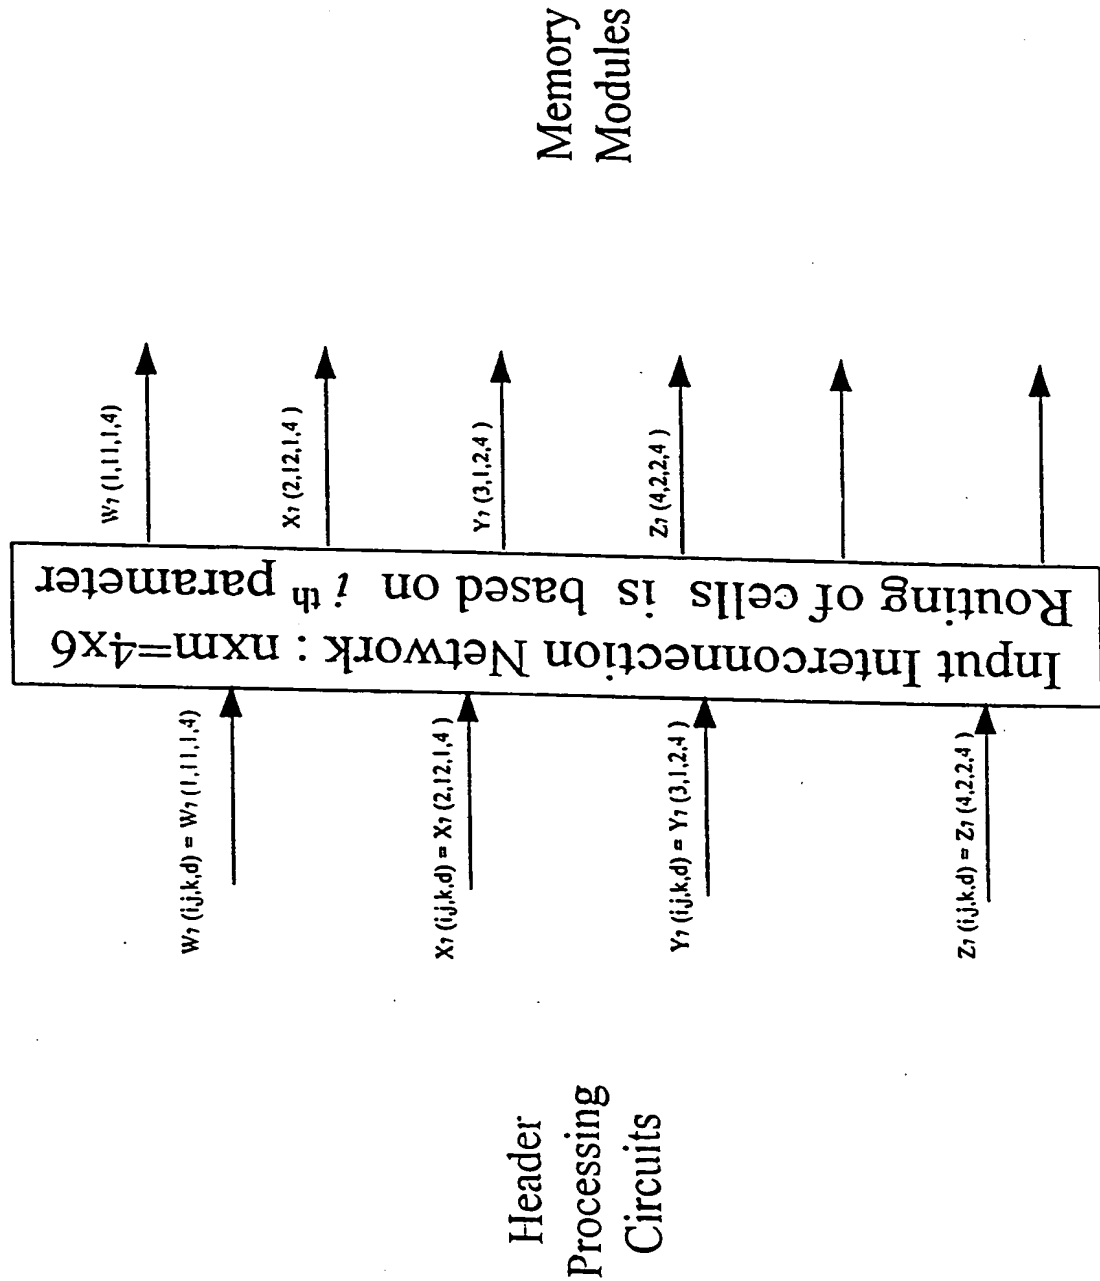 Header
Processing
Circuits
W7 (i,j,k,d) = W7 (1,11,1,4)
X7 (i,j,k,d) = X7 (2,12,1,4 )
Y7 (i,j,k,d) = Y7 (3,1,2,4 )
Z7 (i,j,k,d) = Z7 (4,2,2,4 )
Input Interconnection Network : nxm=4x6
Routing of cells is based on i th parameter
W7 (1,11,1,4)
X7 (2,12,1,4 )
Y7 (3,1,2,4 )
Z7 (4,2,2,4 )
Memory
Modules